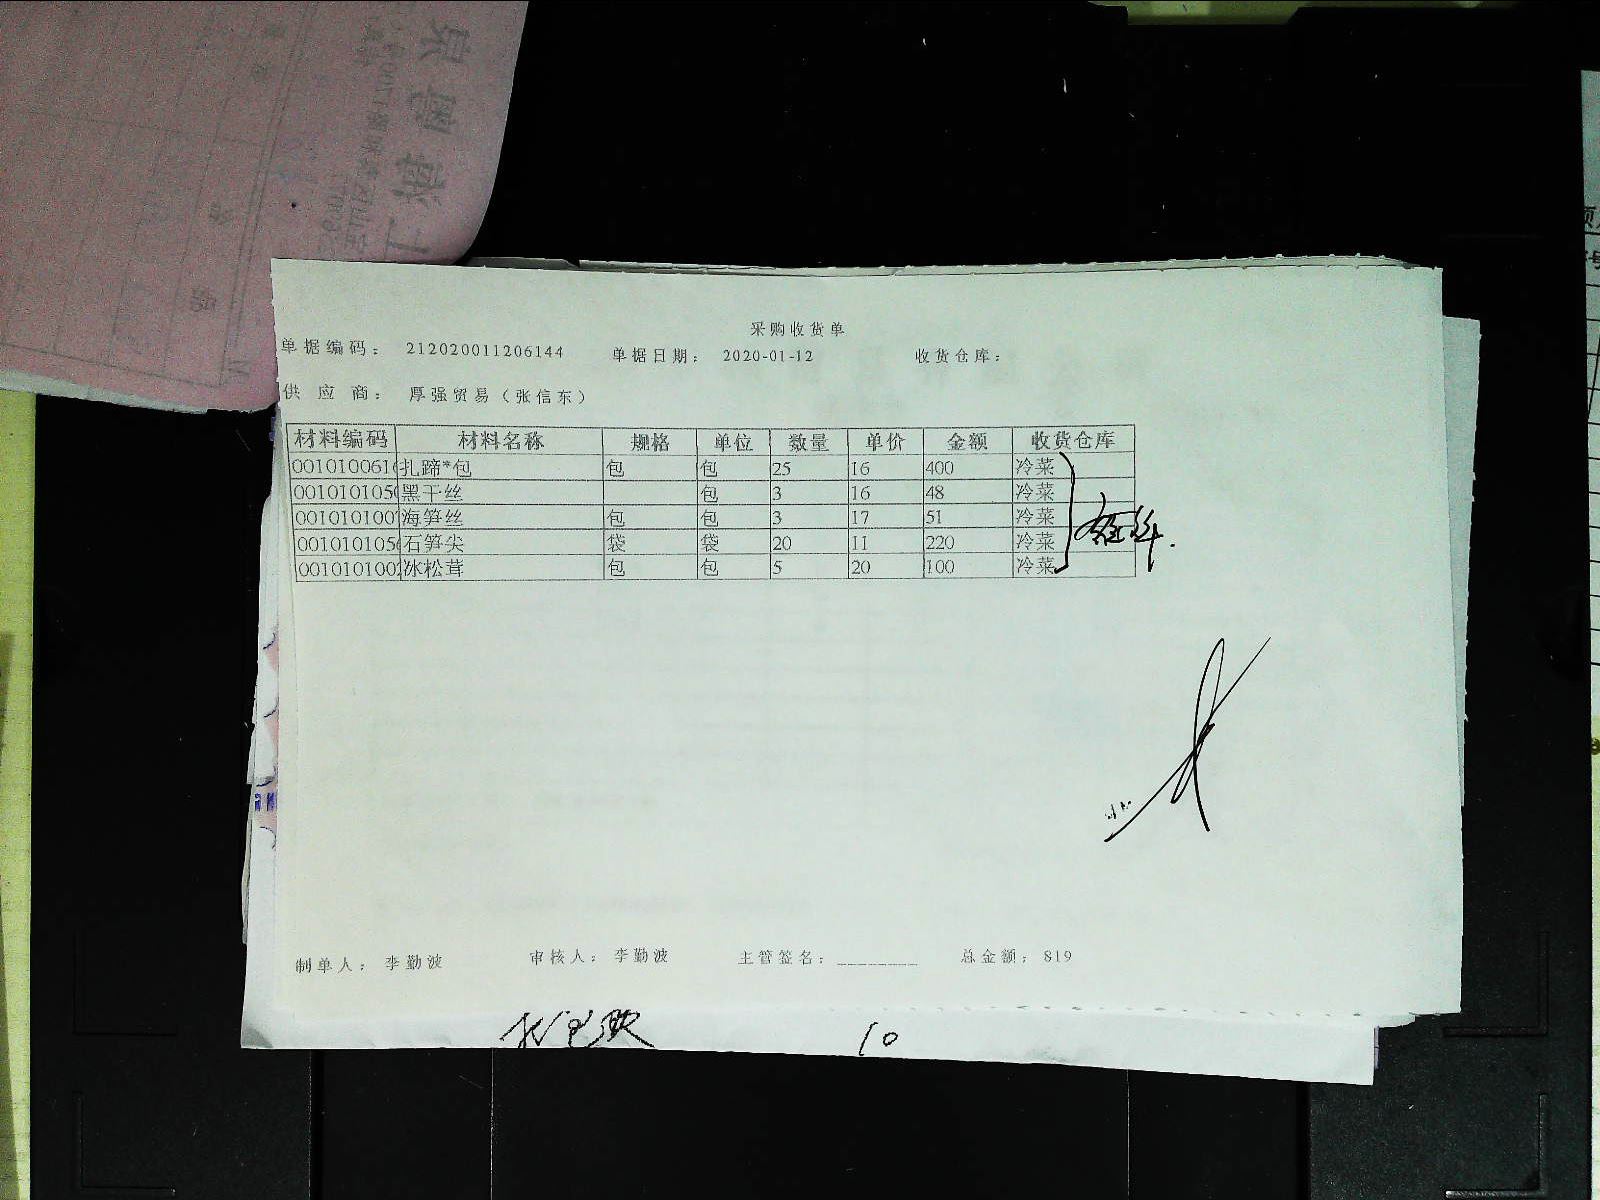 采购收货单
单据编码： 212020011206144 单据日期： 2020-01-12 收货仓库：
供应商： 厚强贸易（张信东）
材料编码 材料名称 规格 单位 数量 单价 金额 收货仓库
001010061 扎蹄*包 包 包 25 16 400 冷菜
001010105 黑干丝 包 3 16 48 冷菜
001010100 海笋丝 包 包 3 17 51 冷菜
001010105 石笋尖 袋 袋 20 11 220 冷菜
001010100 冰松茸 包 包 5 20 100 冷菜
制单人： 李勤波 审核人： 李勤波 主管签名：________ 总金额： 819
10